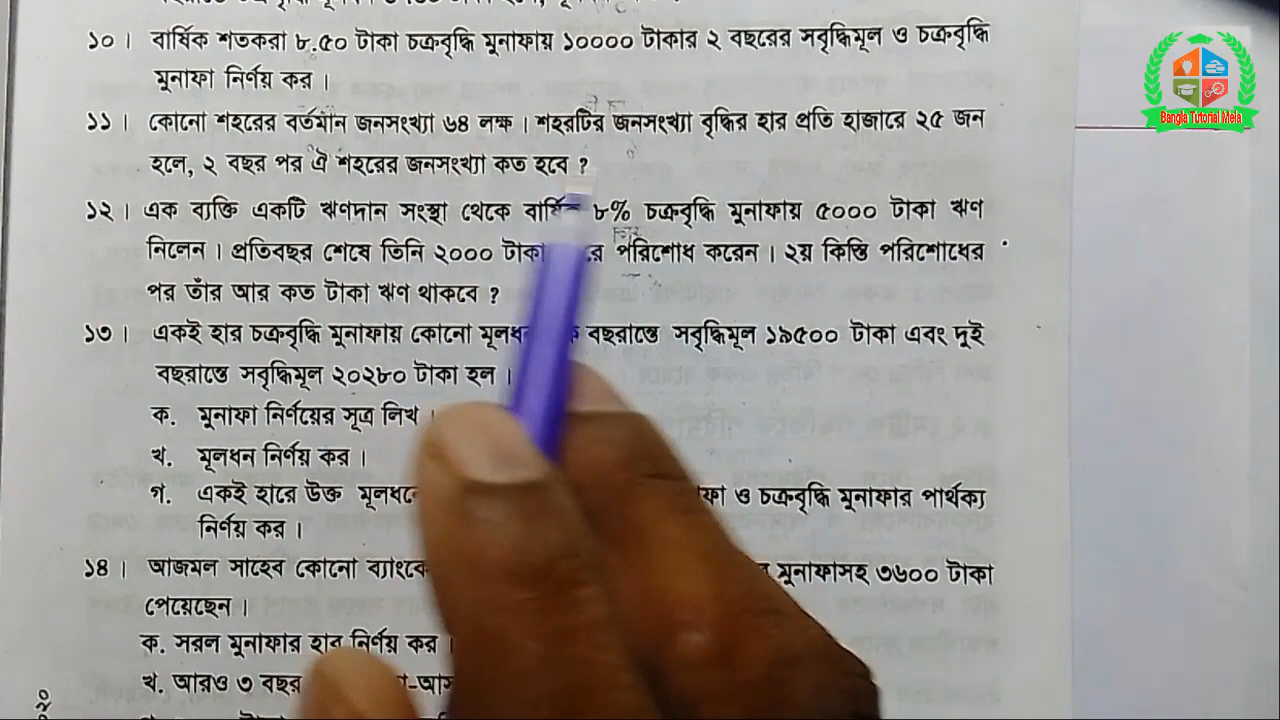 ১০। বার্ষিক শতকরা ৮.৫০ টাকা চক্রবৃদ্ধি মুনাফায় ১০০০০ টাকার ২ বছরের সবৃদ্ধিমূল ও চক্রবৃদ্ধি
মুনাফা নির্ণয় কর।
১১। কোনো শহরের বর্তমান জনসংখ্যা ৬৪ লক্ষ। শহরটির জনসংখ্যা বৃদ্ধির হার প্রতি হাজারে ২৫ জন
হলে, ২ বছর পর ঐ শহরের জনসংখ্যা কত হবে?
১২। এক ব্যক্তি একটি ঋণদান সংস্থা থেকে বার্ষিক ৮% চক্রবৃদ্ধি মুনাফায় ৫০০০ টাকা ঋণ
নিলেন। প্রতিবছর শেষে তিনি ২০০০ টাকা পরিশোধ করেন। ২য় কিস্তি পরিশোধের
পর তাঁর আর কত টাকা ঋণ থাকবে?
১৩। একই হার চক্রবৃদ্ধি মুনাফায় কোনো বছরান্তে সবৃদ্ধিমূল ১৯৫০০ টাকা এবং দুই
বছরান্তে সবৃদ্ধিমূল ২০২৮০ টাকা হল।
ক. মুনাফা নির্ণয়ের সূত্র লিখ।
খ. মূলধন নির্ণয় কর।
গ. একই হারে উক্ত ও চক্রবৃদ্ধি মুনাফার পার্থক্য
নির্ণয় কর।
১৪। আজমল সাহেব কোনো মুনাফাসহ ৩৬০০ টাকা
পেয়েছেন।
ক. সরল মুনাফার হার নির্ণয় কর।
খ. আরও ৩ বছর
Bangla Tutorial Mela